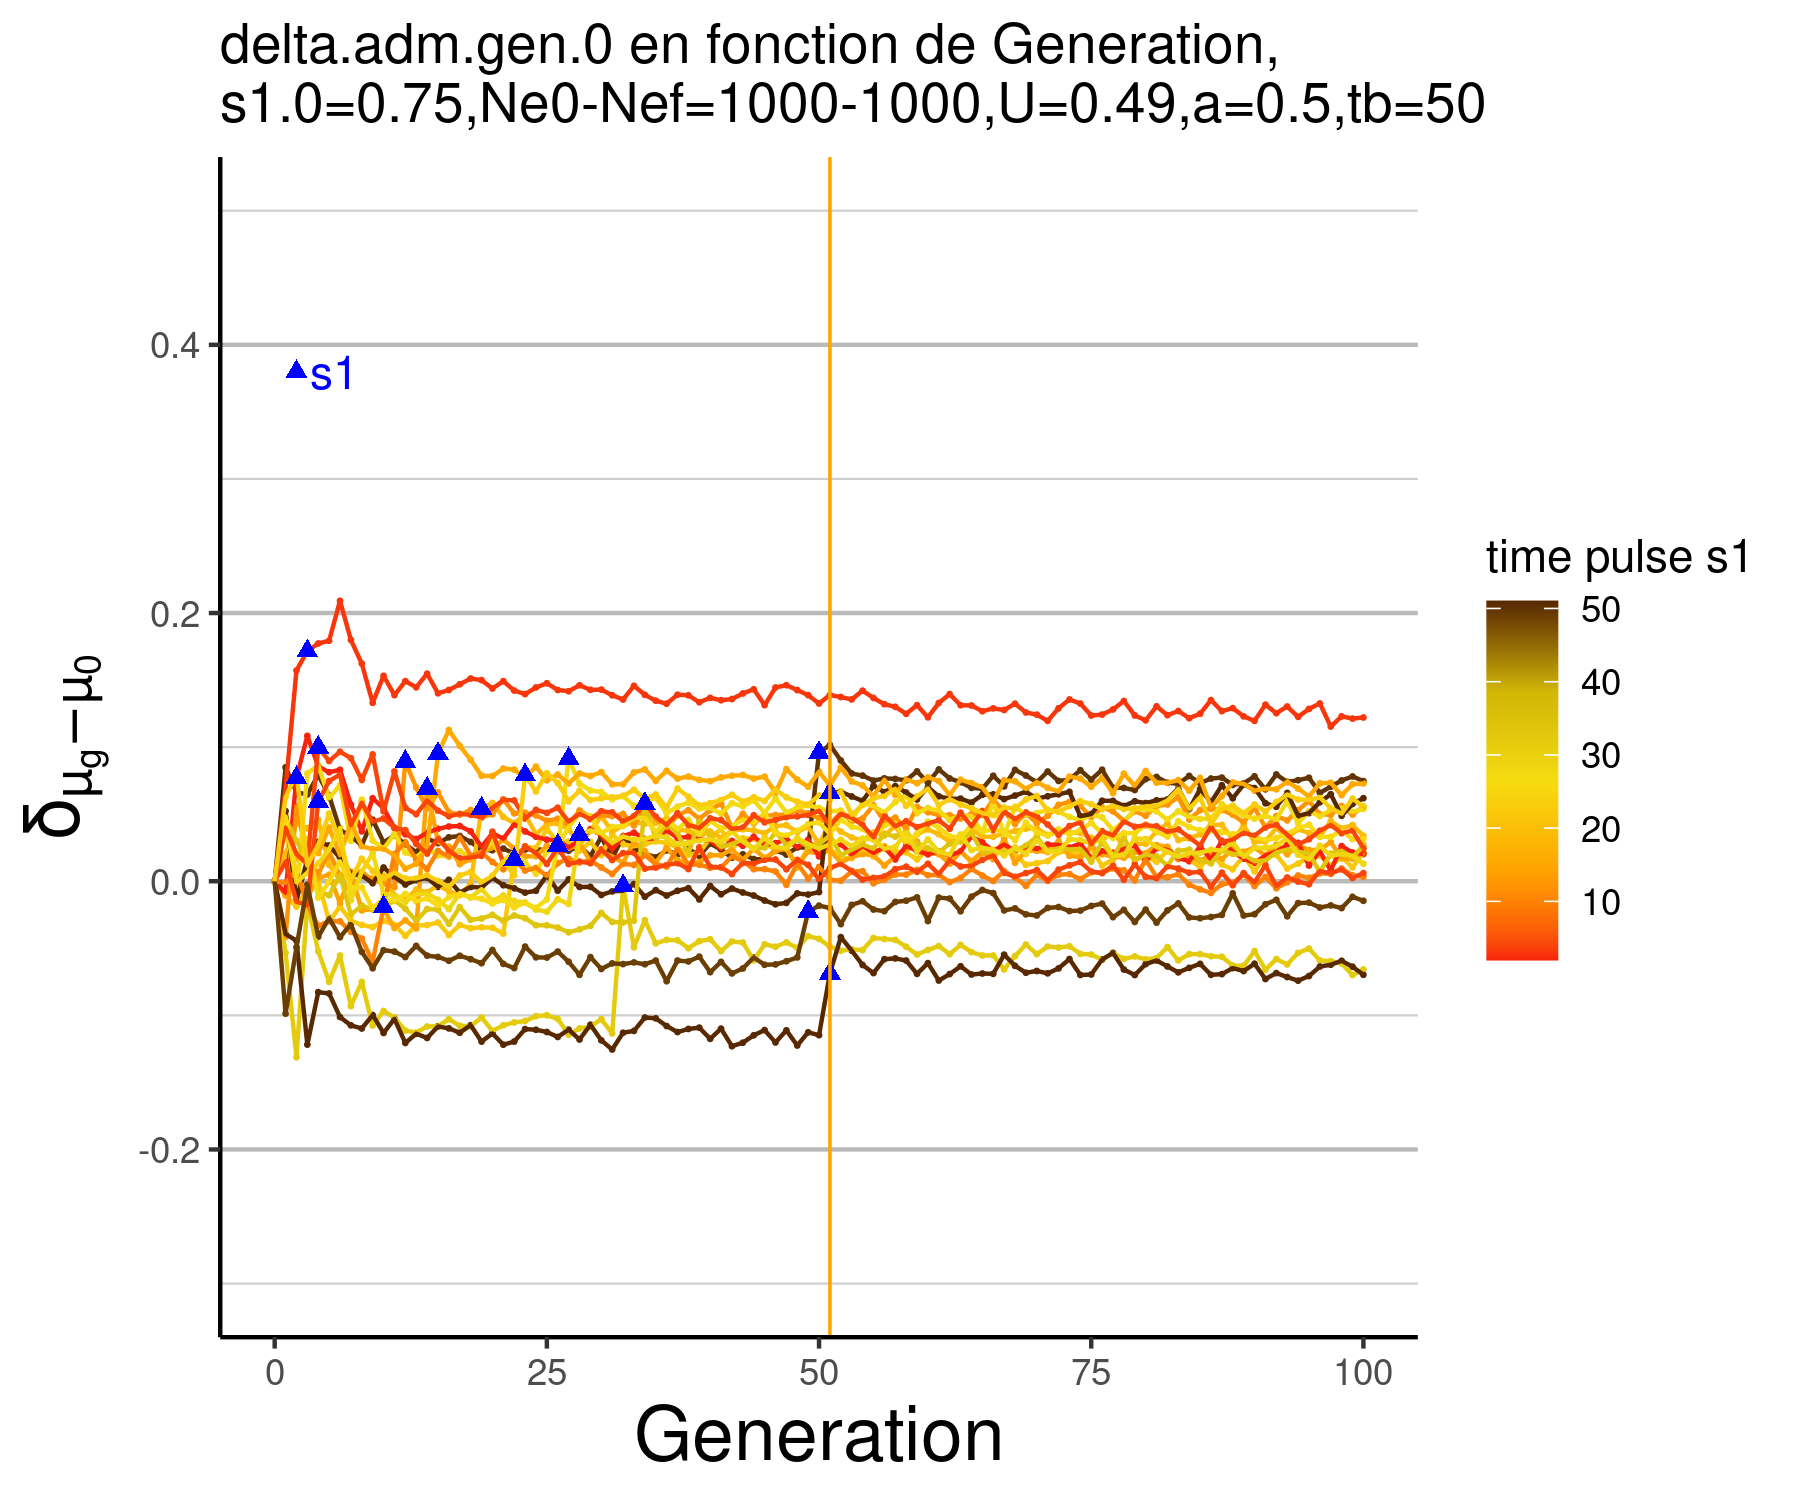 delta.adm.gen.0 en fonction de Generation,
s1.0=0.75,Ne0-Nef=1000-1000,U=0.49,a=0.5,tb=50
0.4
s1
0.2
0.0
-0.2
δμg−μ0
0
25
50
75
100
Generation
time pulse s1
50
40
30
20
10